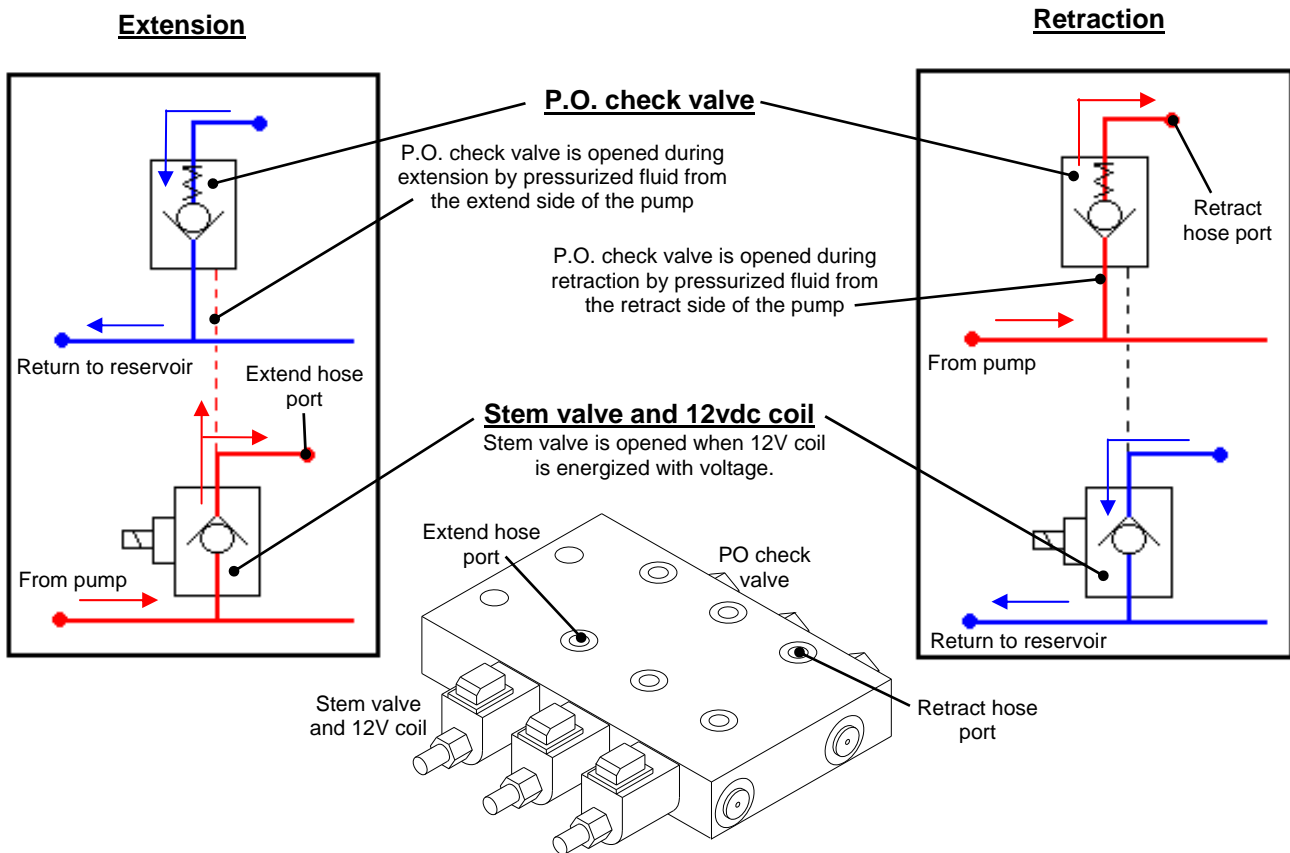 Extension
Retraction
P.O. check valve
P.O. check valve is opened during
extension by pressurized fluid from
the extend side of the pump
Retract
hose port
P.O. check valve is opened during
retraction by pressurized fluid from
the retract side of the pump
Return to reservoir
Extend hose
port
From pump
Stem valve and 12vdc coil
Stem valve is opened when 12V coil
is energized with voltage.
Extend hose
port
PO check
valve
From pump
Return to reservoir
Stem valve
and 12V coil
Retract hose
port